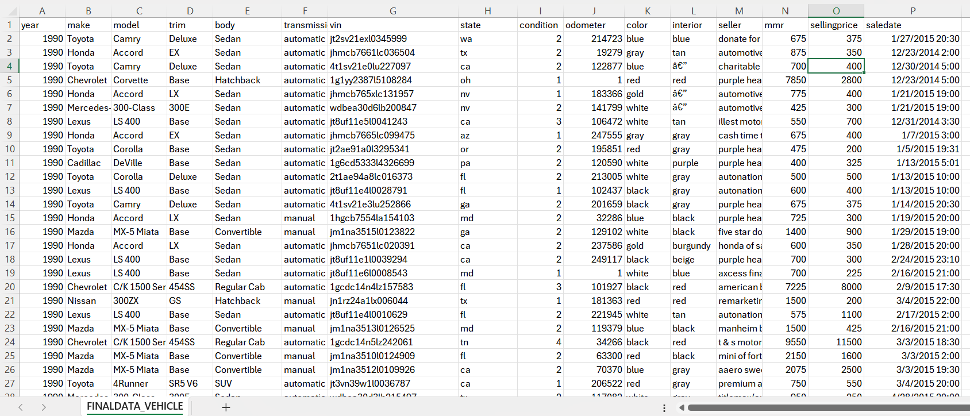 A B C D E F G H I J K L M N O P
1 year make model trim body transmissi vin state condition odometer color interior seller mmr sellingprice saledate
2 1990 Toyota Camry Deluxe Sedan automatic jt2sv21exl0345999 wa 2 214723 blue blue donate for 675 375 1/27/2015 20:30
3 1990 Honda Accord EX Sedan automatic jhmcb7661lc036504 tx 2 19279 gray tan automotive 875 350 12/23/2014 2:00
4 1990 Toyota Camry Deluxe Sedan automatic 4t1sv21e0lu227097 ca 2 122877 blue â€” charitable 700 400 12/30/2014 5:00
5 1990 Chevrolet Corvette Base Hatchback automatic 1g1yy2387l5108284 oh 1 1 red red purple hea 7850 2800 12/23/2014 5:00
6 1990 Honda Accord LX Sedan automatic jhmcb765xlc131957 nv 1 183366 gold â€” automotive 775 400 1/21/2015 19:00
7 1990 Mercedes- 300-Class 300E Sedan automatic wdbea30d6lb200847 nv 2 141799 white â€” automotive 425 300 1/21/2015 19:00
8 1990 Lexus LS 400 Base Sedan automatic jt8uf11e5l0041243 ca 3 106472 white tan illest moto 550 700 12/31/2014 3:30
9 1990 Honda Accord EX Sedan automatic jhmcb7665lc099475 az 1 247555 gray gray cash time t 675 400 1/7/2015 3:00
10 1990 Toyota Corolla Base Sedan automatic jt2ae91a0l3295341 or 2 195851 red gray purple hea 475 200 1/5/2015 19:31
11 1990 Cadillac DeVille Base Sedan automatic 1g6cd5333l4326699 pa 2 120590 white purple purple hea 400 325 1/13/2015 5:01
12 1990 Toyota Corolla Deluxe Sedan automatic 2t1ae94a8lc016373 fl 2 213005 white gray autonation 500 500 1/13/2015 10:00
13 1990 Lexus LS 400 Base Sedan automatic jt8uf11e4l0028791 fl 1 102437 black gray autonation 600 400 1/13/2015 10:00
14 1990 Toyota Camry Deluxe Sedan automatic 4t1sv21e3lu252866 ga 2 201659 black gray purple hea 675 375 1/14/2015 20:30
15 1990 Honda Accord LX Sedan manual 1hgcb7554la154103 md 2 32286 blue black purple hea 725 300 1/19/2015 20:00
16 1990 Mazda MX-5 Miata Base Convertible manual jm1na3515l0123822 ga 2 129102 white black five star do 1400 900 1/29/2015 19:00
17 1990 Honda Accord LX Sedan automatic jhmcb7651lc020391 ca 2 237586 gold burgundy honda of sa 600 350 1/28/2015 20:00
18 1990 Lexus LS 400 Base Sedan automatic jt8uf11e1l0039294 ca 2 249117 black beige purple hea 700 300 2/24/2015 23:10
19 1990 Lexus LS 400 Base Sedan automatic jt8uf11e6l0008543 md 1 1 white blue axcess fina 700 225 2/16/2015 21:00
20 1990 Chevrolet C/K 1500 Ser 454SS Regular Cab automatic 1gcdc14n4lz157583 fl 3 101927 black red american b 7225 8000 2/9/2015 17:30
21 1990 Nissan 300ZX GS Hatchback manual jn1rz24a1lx006044 tx 1 181363 red red remarketin 1500 200 3/4/2015 22:00
22 1990 Lexus LS 400 Base Sedan automatic jt8uf11e4l0010629 fl 2 221945 white tan autonation 575 1100 2/17/2015 2:00
23 1990 Mazda MX-5 Miata Base Convertible manual jm1na3513l0126525 md 2 119379 blue black manheim b 1500 425 2/16/2015 21:00
24 1990 Chevrolet C/K 1500 Ser 454SS Regular Cab automatic 1gcdc14n5lz242061 tn 4 34266 black red t & s motor 9550 11500 3/3/2015 18:30
25 1990 Mazda MX-5 Miata Base Convertible manual jm1na3510l0124909 fl 2 63300 red black mini of fort 2150 1600 3/3/2015 2:00
26 1990 Mazda MX-5 Miata Base Convertible manual jm1na3512l0109926 ca 2 70370 blue gray aaero swe 2075 2500 3/3/2015 19:30
27 1990 Toyota 4Runner SR5 V6 SUV automatic jt3vn39w1l0036787 ca 1 206522 red gray premium a 750 550 3/4/2015 20:00
FINALDATA_VEHICLE +